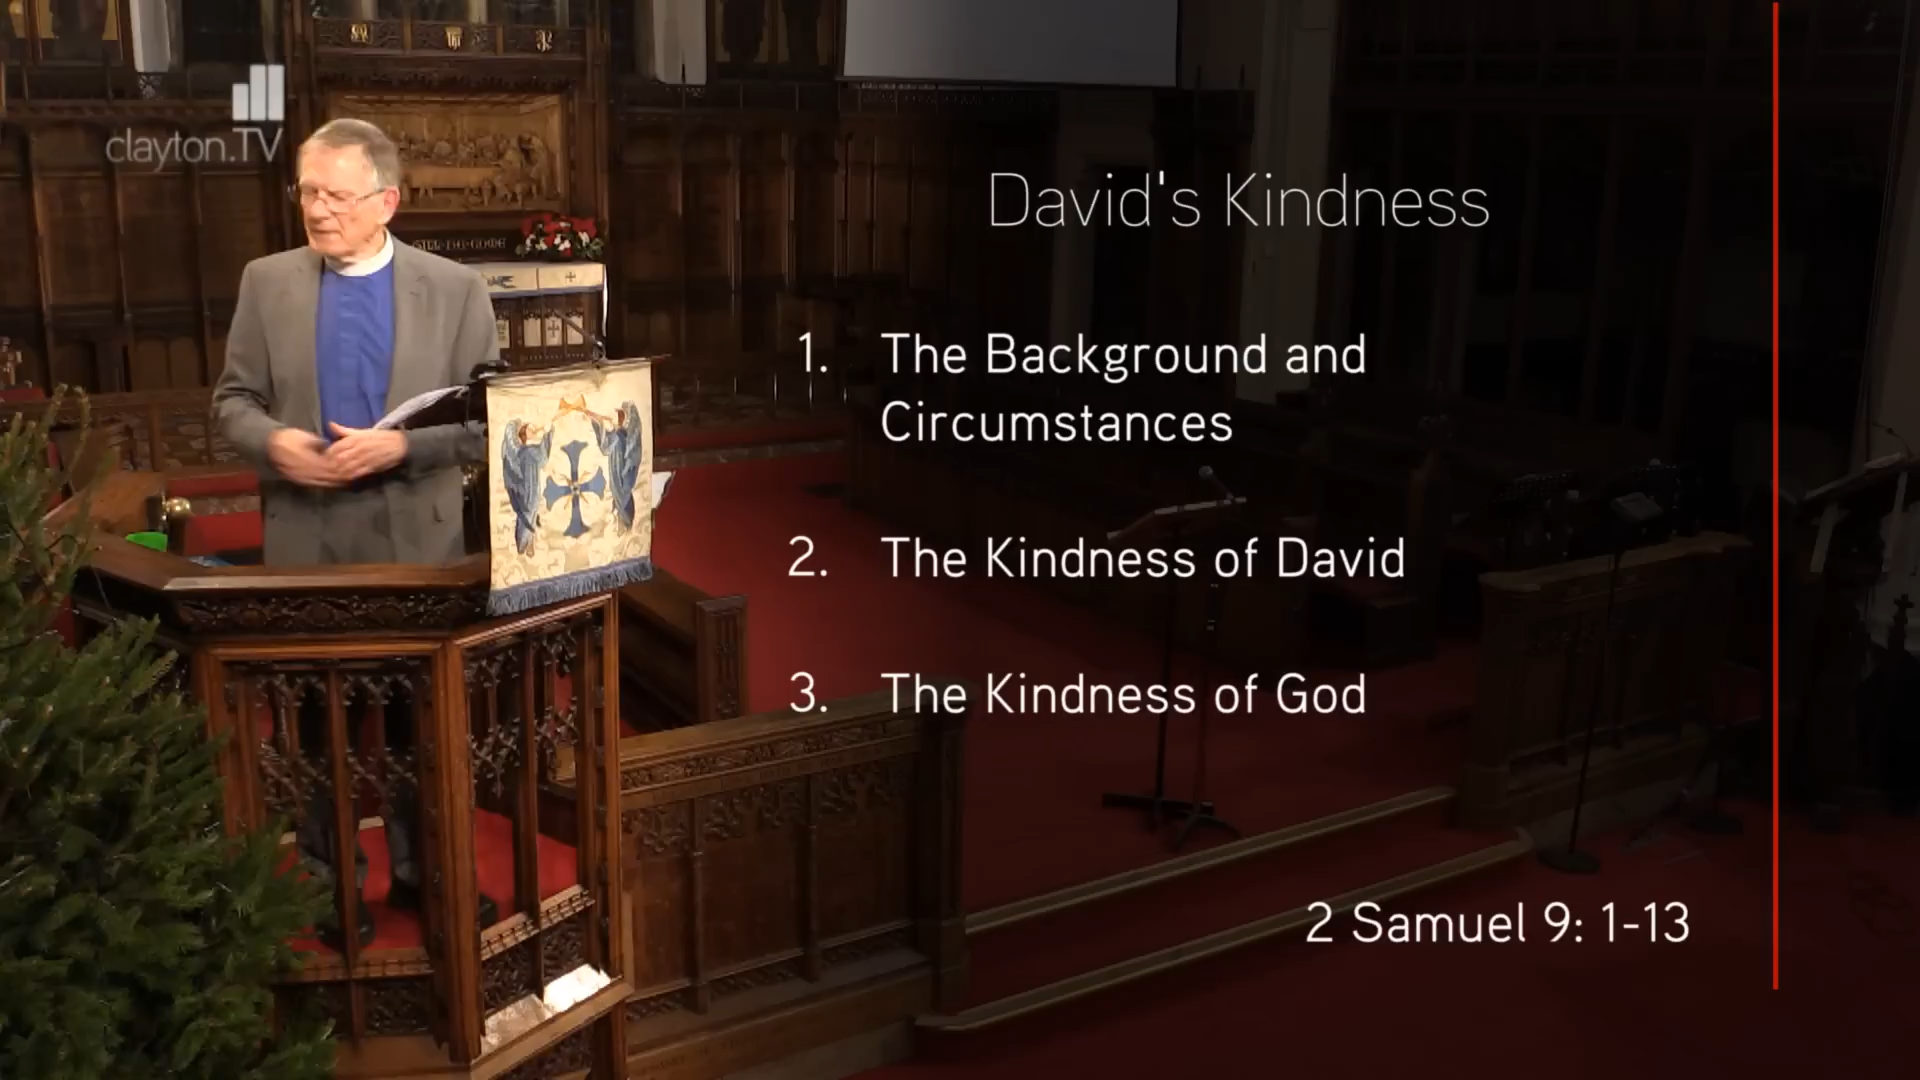 clayton.TV
David's Kindness
1. The Background and
Circumstances
2. The Kindness of David
3. The Kindness of God
2 Samuel 9: 1-13